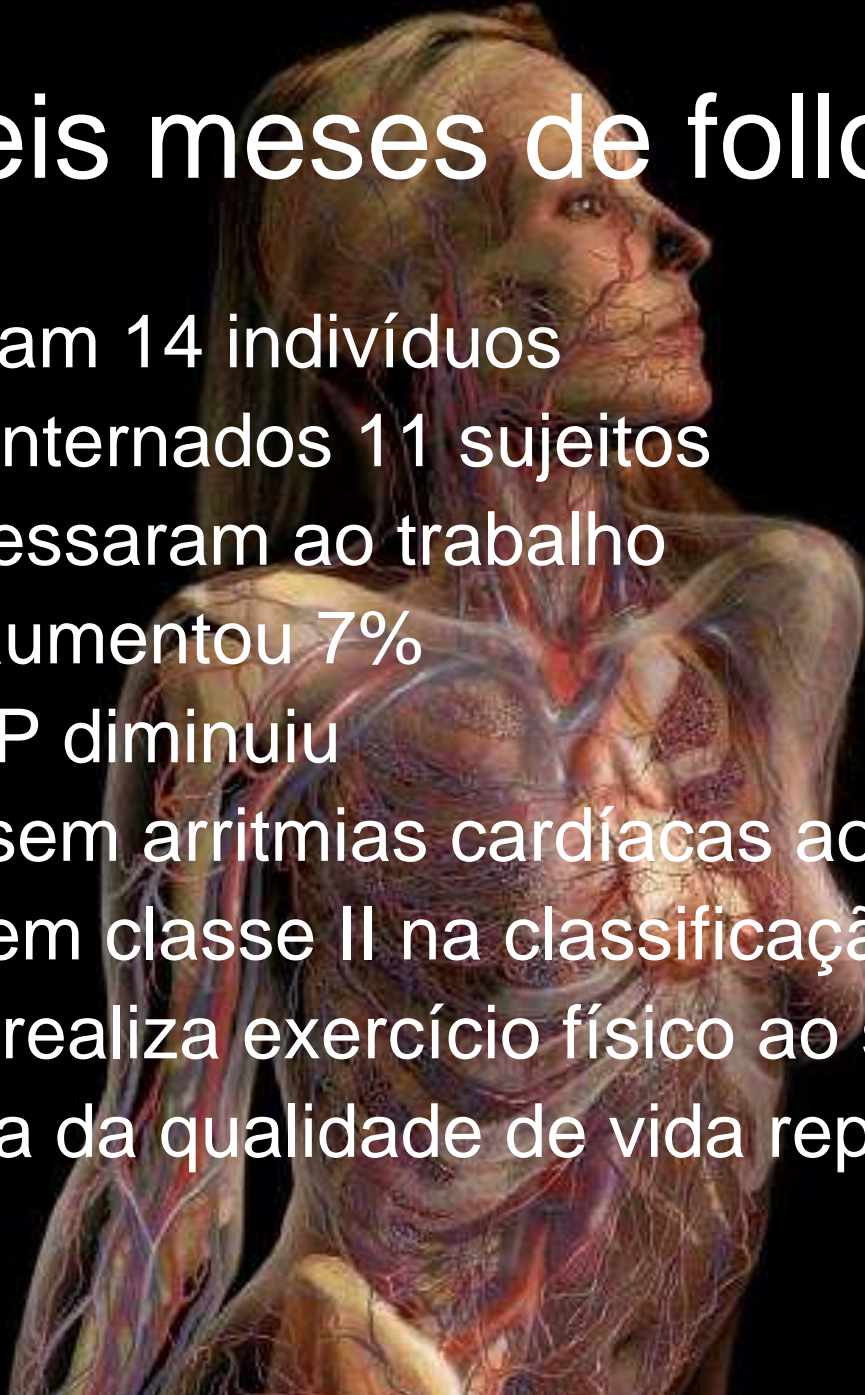 eis meses de follo
am 14 indivíduos
nternados 11 sujeitos
essaram ao trabalho
umentou 7%
P diminuiu
sem arritmias cardíacas ao
em classe II na classificaçã
realiza exercício físico ao s
a da qualidade de vida rep